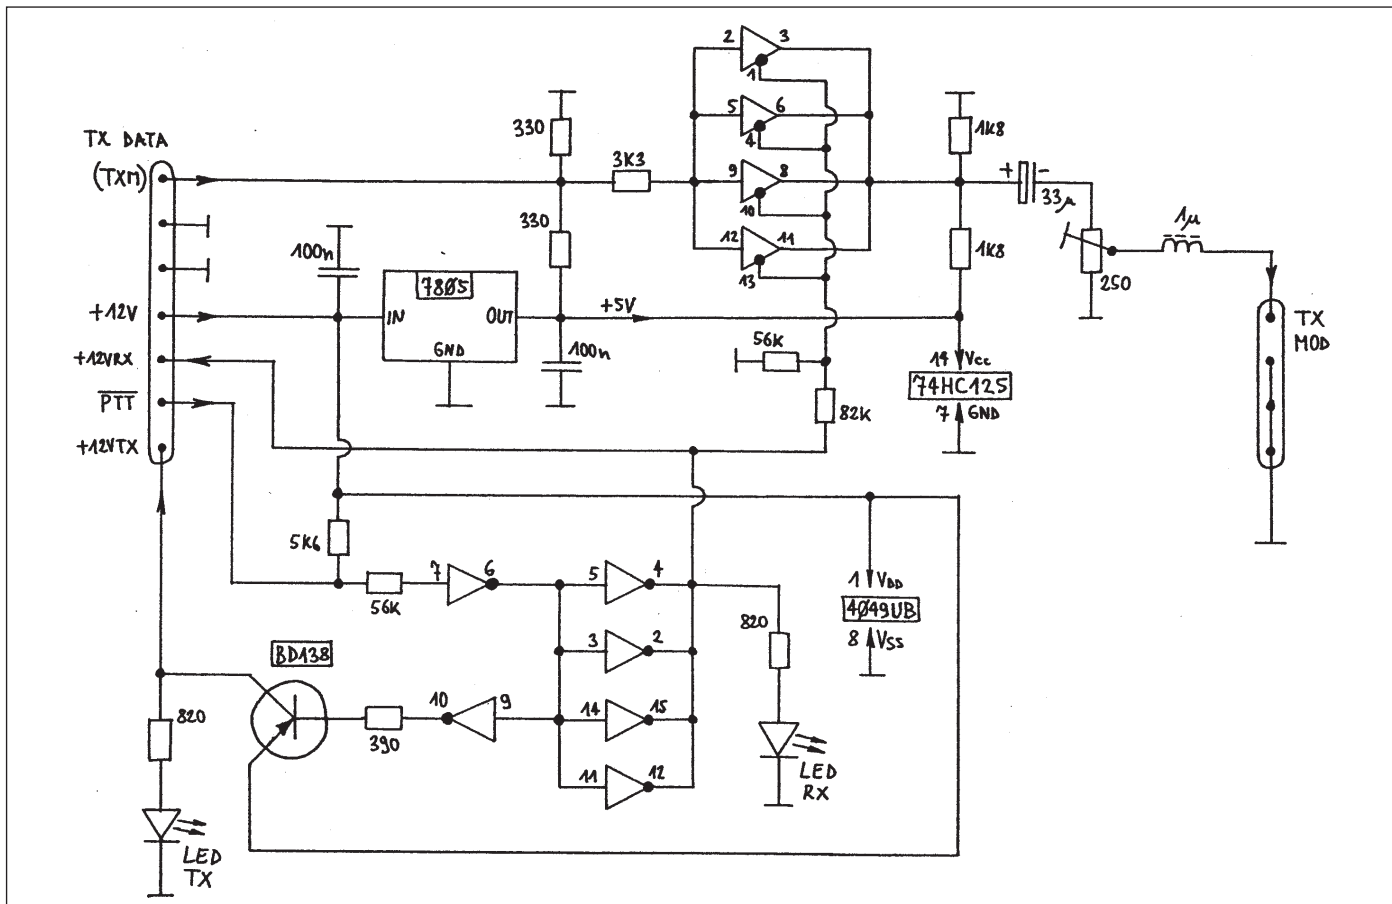 TX DATA
(TXM)
+12V
+12VRX
PTT
+12VTX
100n
330
330
3K3
7805
IN
OUT
GND
100n
+5V
2
3
1
5
6
4
9
8
10
12
11
13
56K
82K
1K8
1K8
+
-
33µ
250
1µ
TX
MOD
14 Vcc
74HC125
7 GND
5K6
56K
7
6
5
4
3
2
14
15
11
12
10
9
390
BD138
820
LED
TX
820
LED
RX
1 VDD
4049UB
8 VSS